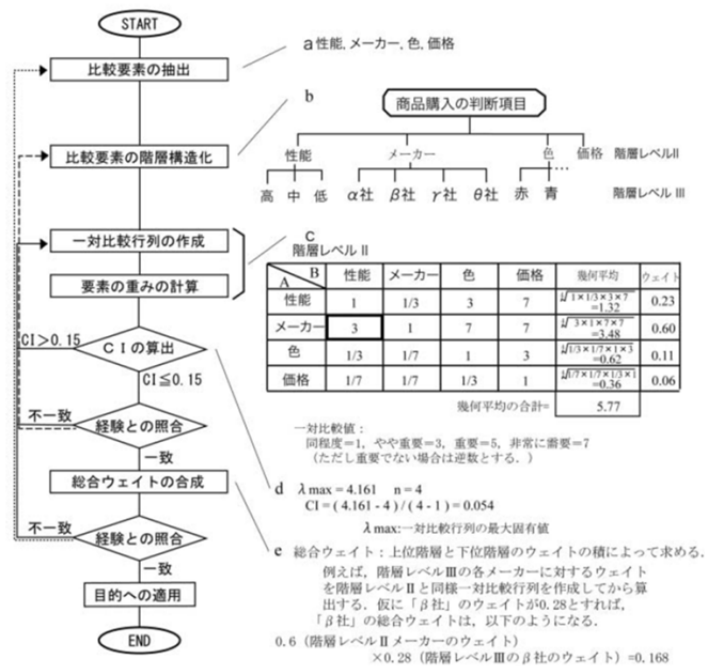 START
a 性能, メーカー, 色, 価格
比較要素の抽出
b
商品購入の判断項目
比較要素の階層構造化
性能 メーカー 色 価格 階層レベルII
高 中 低 α社 β社 γ社 θ社 赤 青 …… 階層レベル III
一対比較行列の作成
c
階層レベル II
要素の重みの計算
A B 性能 メーカー 色 価格 幾何平均 ウェイト
性能 1 1/3 3 7 ∜1×1/3×3×7 =1.32 0.23
メーカー 3 1 7 7 ∜3×1×7×7 =3.48 0.60
色 1/3 1/7 1 3 ∜1/3×1/7×1×3 =0.62 0.11
価格 1/7 1/7 1/3 1 ∜1/7×1/7×1/3×1 =0.36 0.06
幾何平均の合計= 5.77
CI>0.15
CIの算出
CI≦0.15
不一致
経験との照合
一致
一対比較値：
同程度=1, やや重要=3, 重要=5, 非常に需要=7
（ただし重要でない場合は逆数とする．）
総合ウェイトの合成
d λmax = 4.161 n = 4
CI = ( 4.161 - 4 ) / ( 4 - 1 ) = 0.054
λmax:一対比較行列の最大固有値
不一致
経験との照合
一致
目的への適用
END
e 総合ウェイト：上位階層と下位階層のウェイトの積によって求める．
例えば，階層レベルⅢの各メーカーに対するウェイト
を階層レベルⅡと同様一対比較行列を作成してから算
出する．仮に「β社」のウェイトが0.28とすれば，
「β社」の総合ウェイトは，以下のようになる．
0.6（階層レベルⅡメーカーのウェイト）
×0.28（階層レベルⅢのβ社のウェイト）=0.168